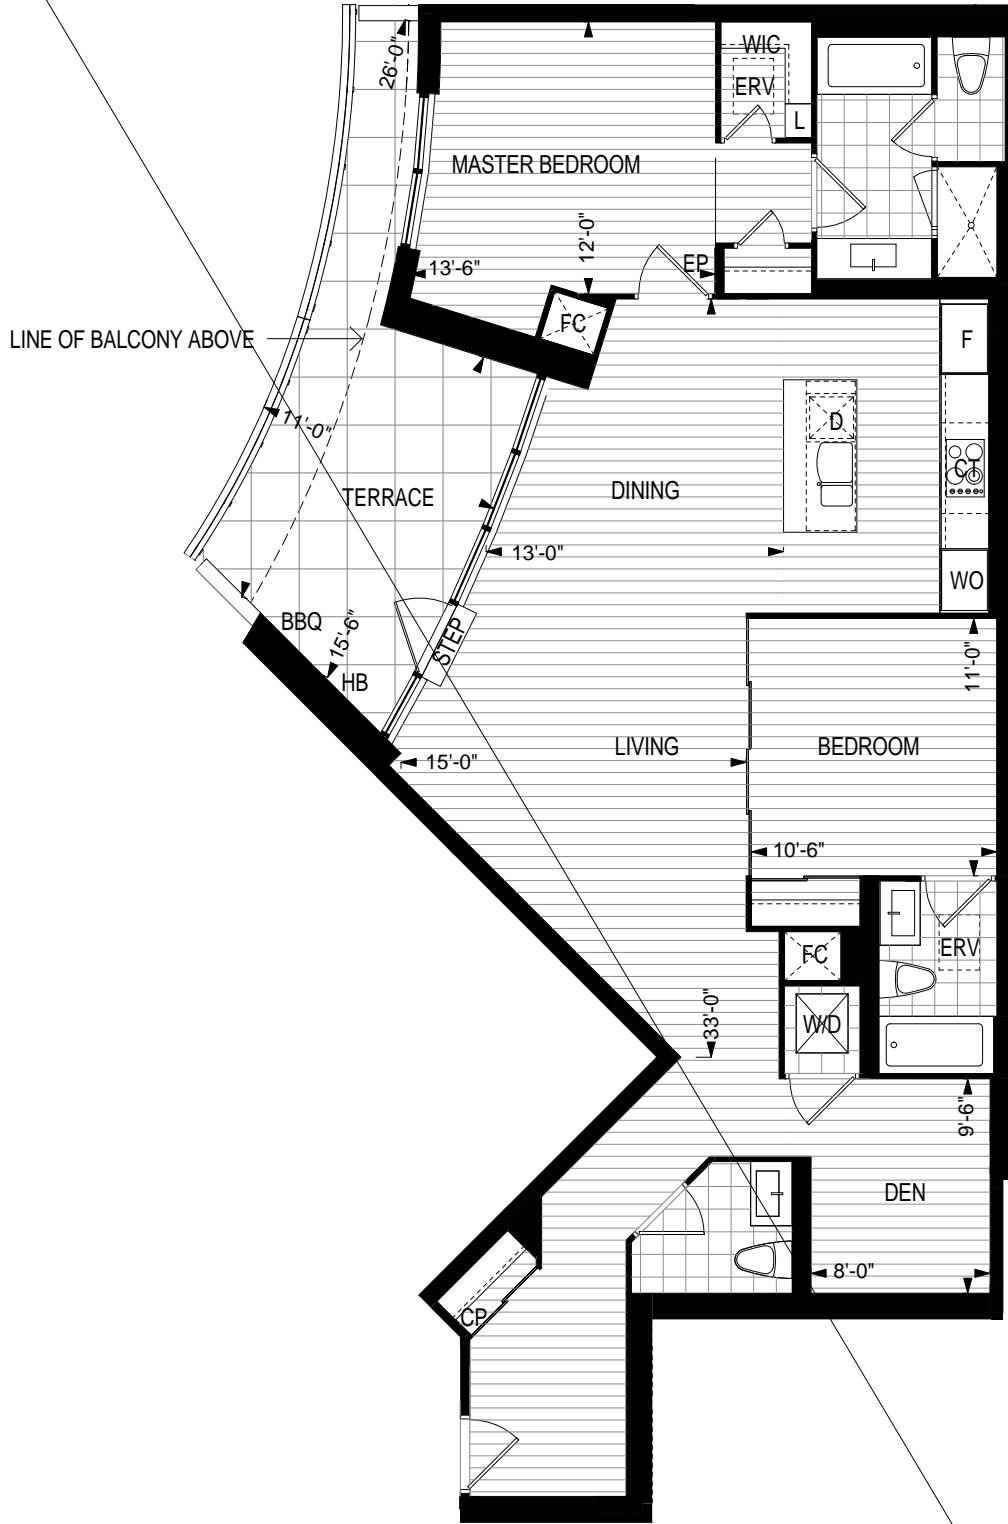 26'-0"
WIC
ERV
L
MASTER BEDROOM
12'-0"
13'-6"
EP
FC
LINE OF BALCONY ABOVE
F
11'-0"
D
CT
TERRACE
DINING
13'-0"
WO
BBQ
15'-6"
STEP
HB
11'-0"
LIVING
BEDROOM
15'-0"
10'-6"
FC
ERV
33'-0"
W/D
9'-6"
DEN
8'-0"
CP